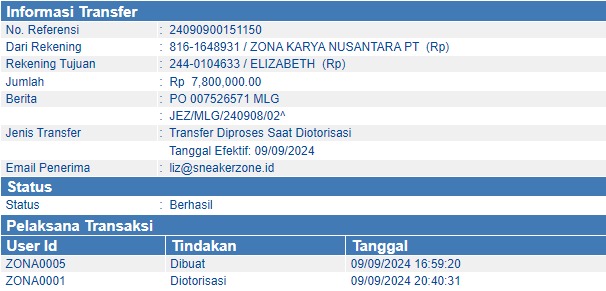 Informasi Transfer
No. Referensi : 24090900151150
Dari Rekening : 816-1648931 / ZONA KARYA NUSANTARA PT (Rp)
Rekening Tujuan : 244-0104633 / ELIZABETH (Rp)
Jumlah : Rp 7,800,000.00
Berita : PO 007526571 MLG
: JEZ/MLG/240908/02^
Jenis Transfer : Transfer Diproses Saat Diotorisasi
Tanggal Efektif: 09/09/2024
Email Penerima : liz@sneakerzone.id
Status
Status : Berhasil
Pelaksana Transaksi
User Id Tindakan Tanggal
ZONA0005 Dibuat 09/09/2024 16:59:20
ZONA0001 Diotorisasi 09/09/2024 20:40:31